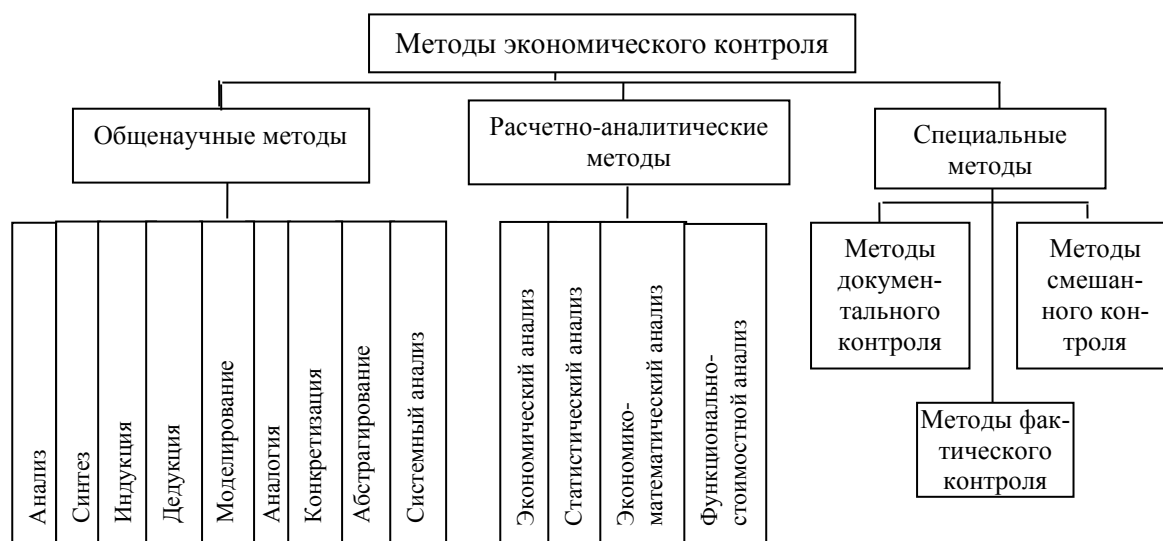 Методы экономического контроля
Общенаучные методы
Расчетно-аналитические
методы
Специальные
методы
Анализ
Синтез
Индукция
Дедукция
Моделирование
Аналогия
Конкретизация
Абстрагирование
Системный анализ
Экономический анализ
Статистический анализ
Экономико-
математический анализ
Функционально-
стоимостной анализ
Методы
докумен-
тального
контроля
Методы
смешан-
ного кон-
троля
Методы фак-
тического
контроля